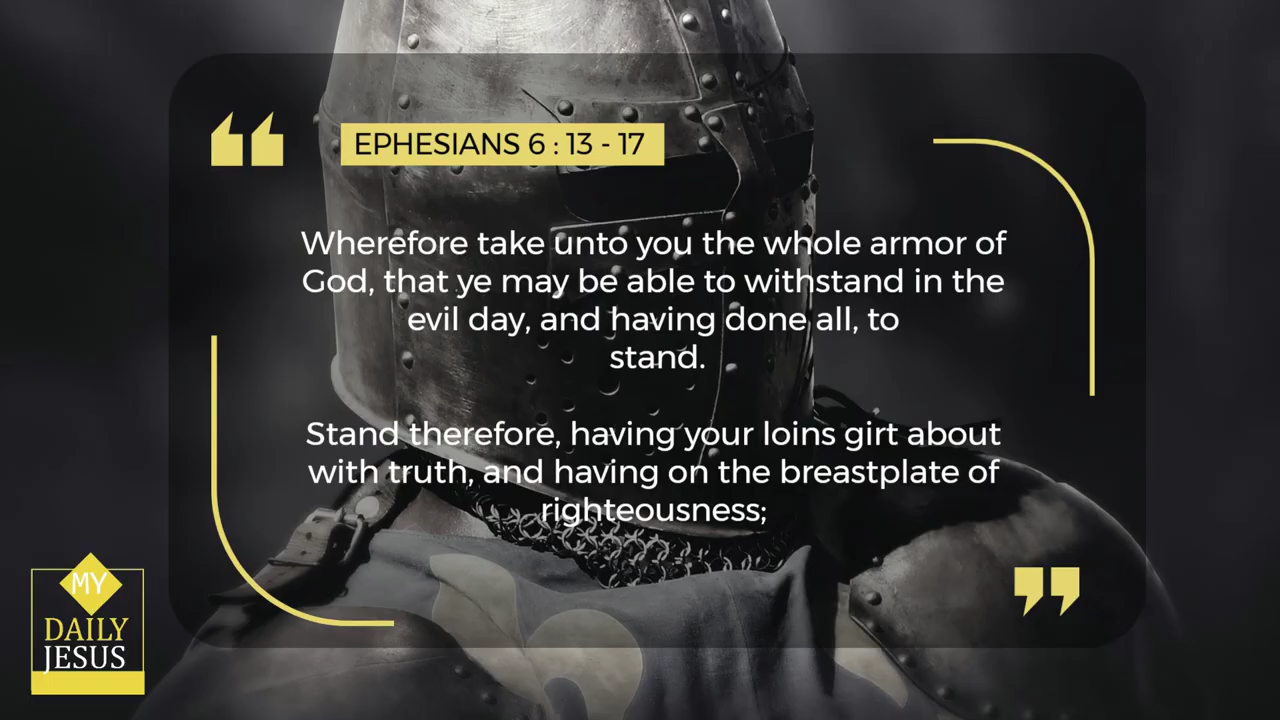 EPHESIANS 6 : 13 - 17
Wherefore take unto you the whole armor of
God, that ye may be able to withstand in the
evil day, and having done all, to
stand.
Stand therefore, having your loins girt about
with truth, and having on the breastplate of
righteousness;
MY
DAILY
JESUS